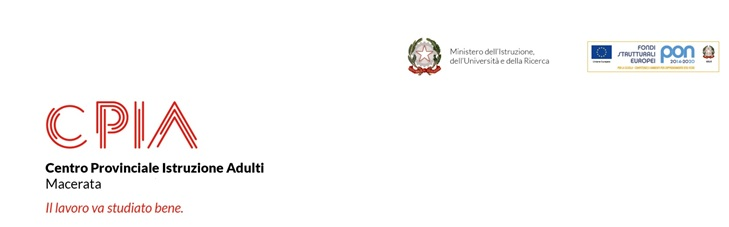 Ministero dell'Istruzione,
dell'Università e della Ricerca
FONDI
STRUTTURALI
EUROPEI
pon
2014-2020
CPIA
Centro Provinciale Istruzione Adulti
Macerata
Il lavoro va studiato bene.